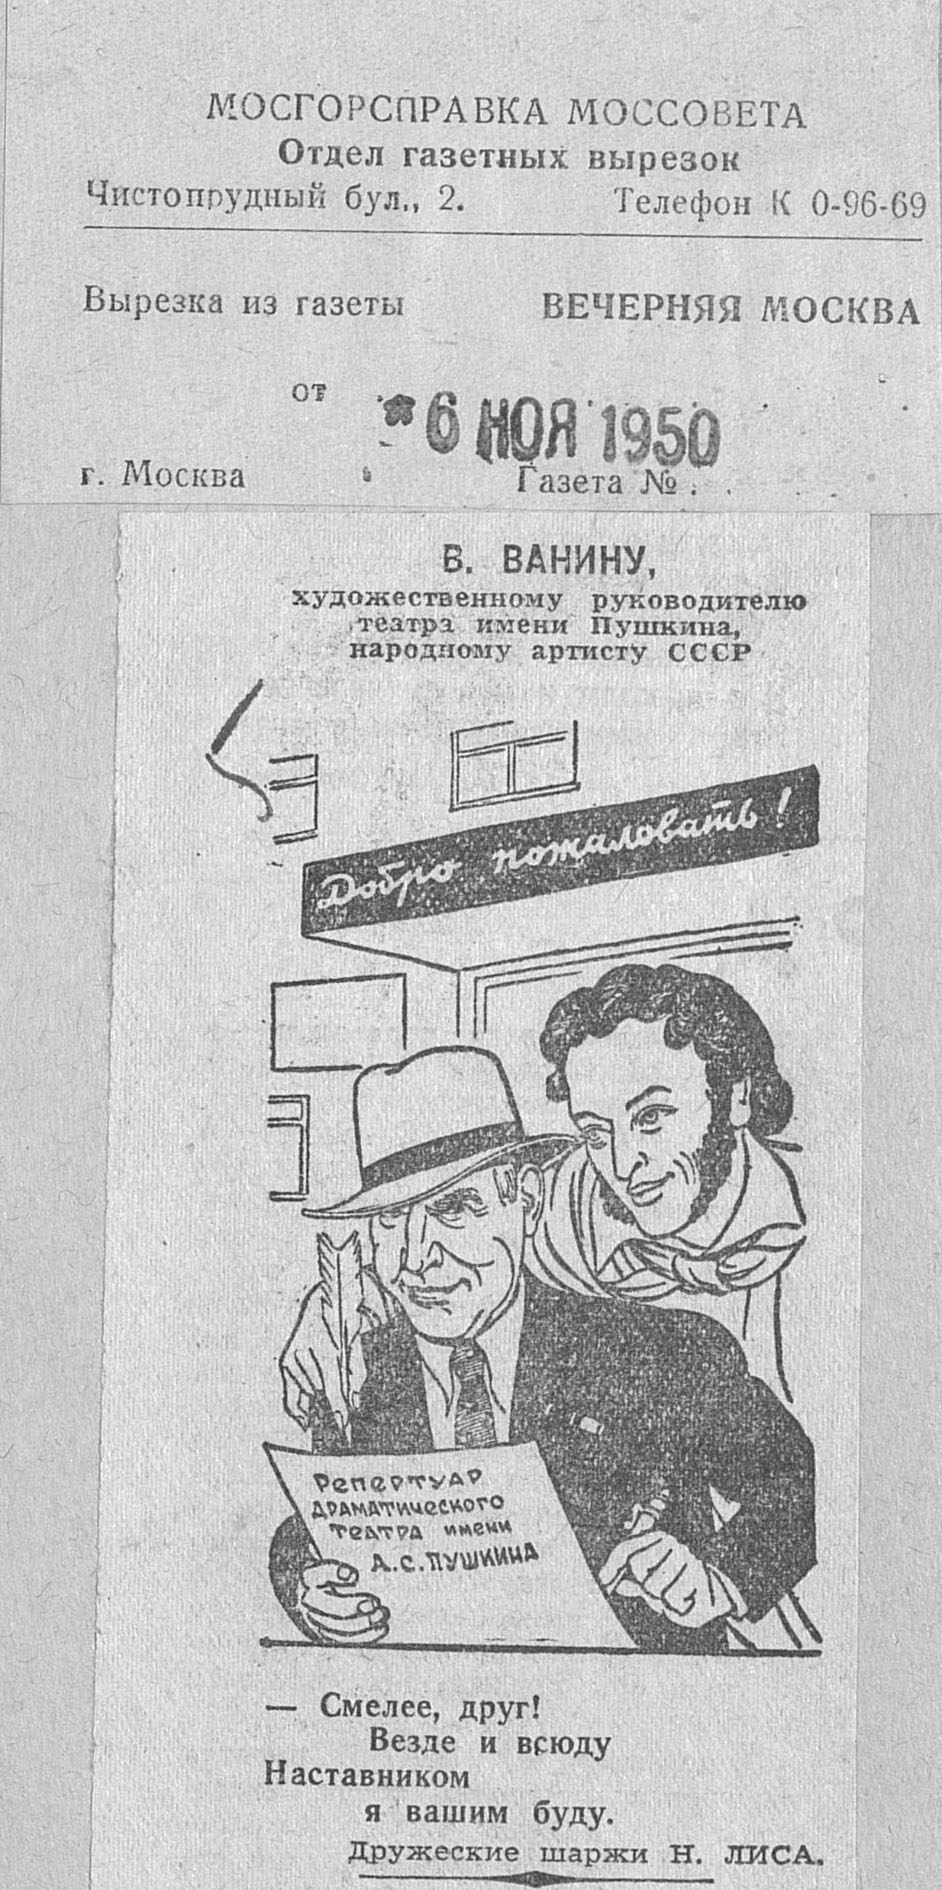 МОСГОРСПРАВКА МОССОВЕТА
Отдел газетных вырезок
Чистопрудный бул., 2. Телефон К 0-96-69
Вырезка из газеты ВЕЧЕРНЯЯ МОСКВА
от 6 НОЯ 1950
г. Москва Газета № . .
В. ВАНИНУ,
художественному руководителю
театра имени Пушкина,
народному артисту СССР
Добро пожаловать!
Репертуар
драматического
театра имени
А.С. Пушкина
— Смелее, друг!
Везде и всюду
Наставником
я вашим буду.
Дружеские шаржи Н. ЛИСА.